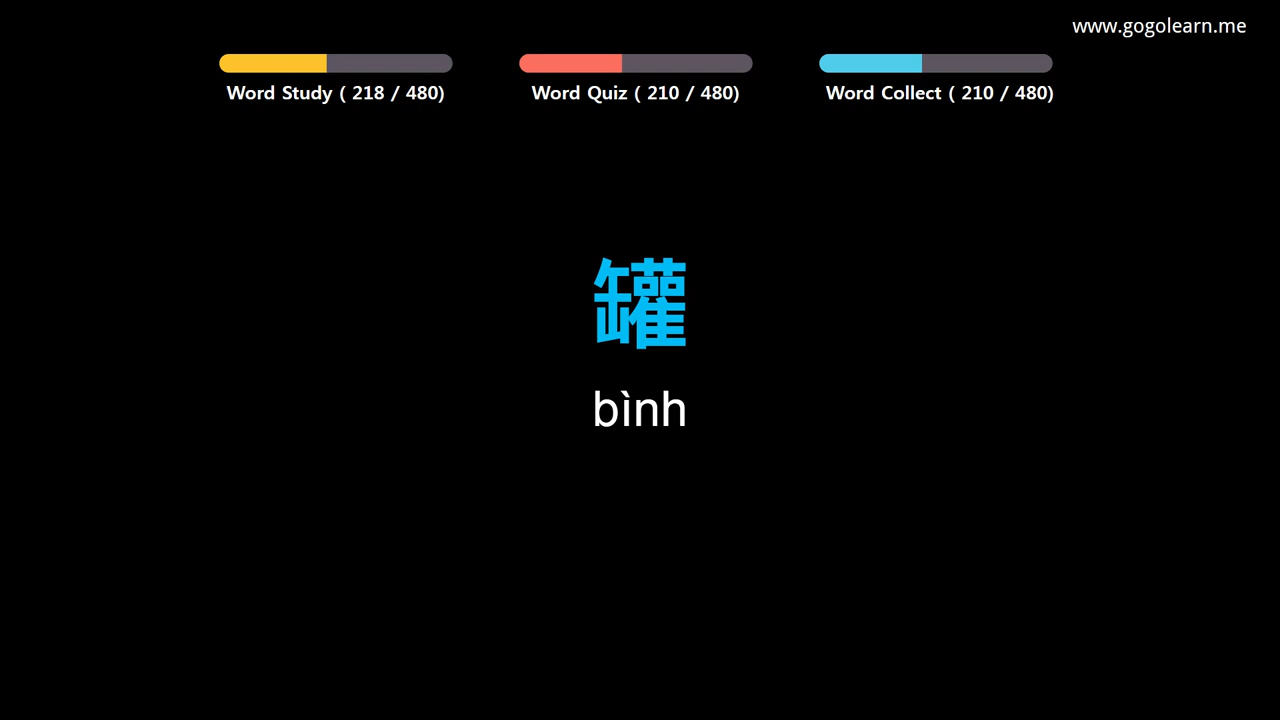 www.gogolearn.me
Word Study ( 218 / 480)
Word Quiz ( 210 / 480)
Word Collect ( 210 / 480)
罐
bình